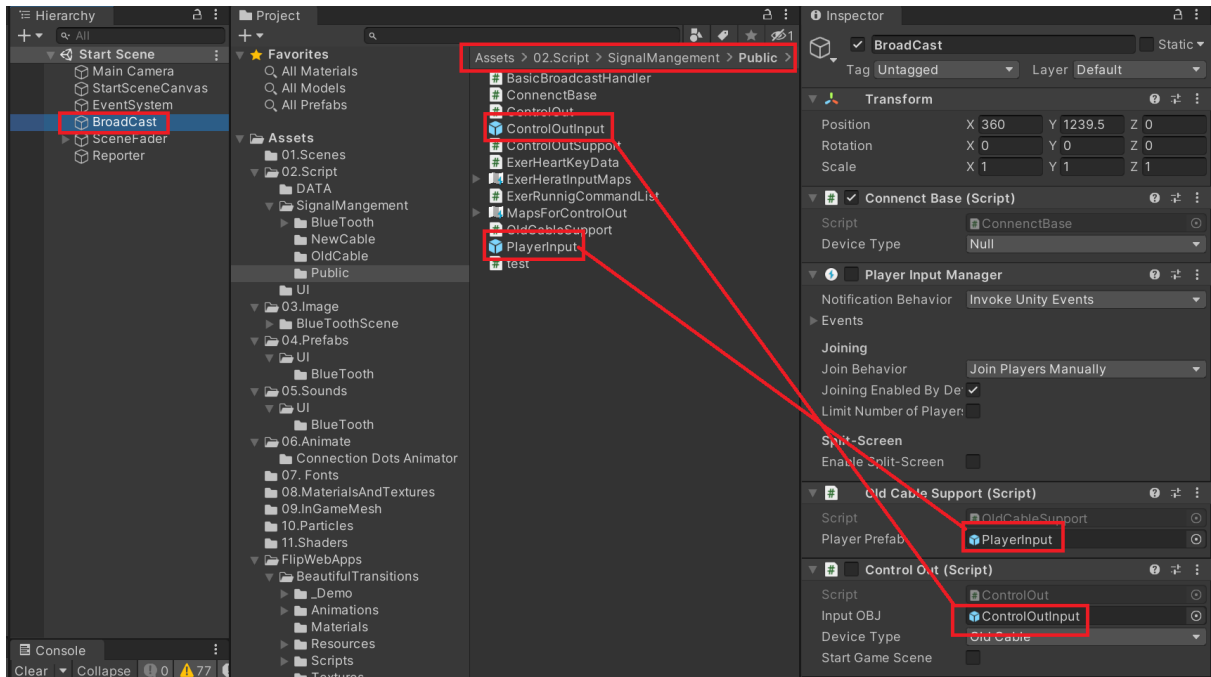 Hierarchy
All
Start Scene
Main Camera
StartSceneCanvas
EventSystem
BroadCast
SceneFader
Reporter
Console
Clear
Collapse
0
77
Project
1
Favorites
All Materials
All Models
All Prefabs
Assets
01.Scenes
02.Script
DATA
SignalMangement
BlueTooth
NewCable
OldCable
Public
UI
03.Image
BlueToothScene
04.Prefabs
UI
BlueTooth
05.Sounds
UI
BlueTooth
06.Animate
Connection Dots Animator
07. Fonts
08.MaterialsAndTextures
09.InGameMesh
10.Particles
11.Shaders
FlipWebApps
BeautifulTransitions
_Demo
Animations
Materials
Resources
Scripts
Textures
Assets > 02.Script > SignalMangement > Public >
BasicBroadcastHandler
ConnenctBase
ControlOut
ControlOutInput
ControlOutSupport
ExerHeartKeyData
ExerHeratInputMaps
ExerRunnigCommandList
MapsForControlOut
OldCableSupport
PlayerInput
test
Inspector
BroadCast
Static
Tag Untagged Layer Default
Transform
Position X 360 Y 1239.5 Z 0
Rotation X 0 Y 0 Z 0
Scale X 1 Y 1 Z 1
Connenct Base (Script)
Script ConnenctBase
Device Type Null
Player Input Manager
Notification Behavior Invoke Unity Events
Events
Joining
Join Behavior Join Players Manually
Joining Enabled By De
Limit Number of Player
Split-Screen
Enable Split-Screen
Old Cable Support (Script)
Script OldCableSupport
Player Prefab PlayerInput
Control Out (Script)
Script ControlOut
Input OBJ ControlOutInput
Device Type Old Cable
Start Game Scene